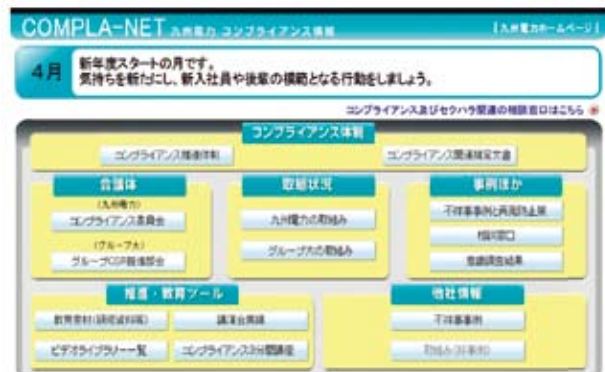 COMPLA-NET 九州電力 コンプライアンス情報
【九州電力ホームページ】
4月
新年度スタートの月です。
気持ちを新たにし、新入社員や後輩の模範となる行動をしましょう。
コンプライアンス及びセクハラ関連の相談窓口はこちら
コンプライアンス体制
コンプライアンス推進体制
コンプライアンス関連規定文書
会議体
(九州電力)
コンプライアンス委員会
(グループ大)
グループCSR推進部会
取組状況
九州電力の取組み
グループ大の取組み
事例ほか
不祥事事例と再発防止策
相談窓口
意識調査結果
推進・教育ツール
教育素材(研修資料等)
講演会実績
ビデオライブラリー一覧
コンプライアンス3分間講座
他社情報
不祥事事例